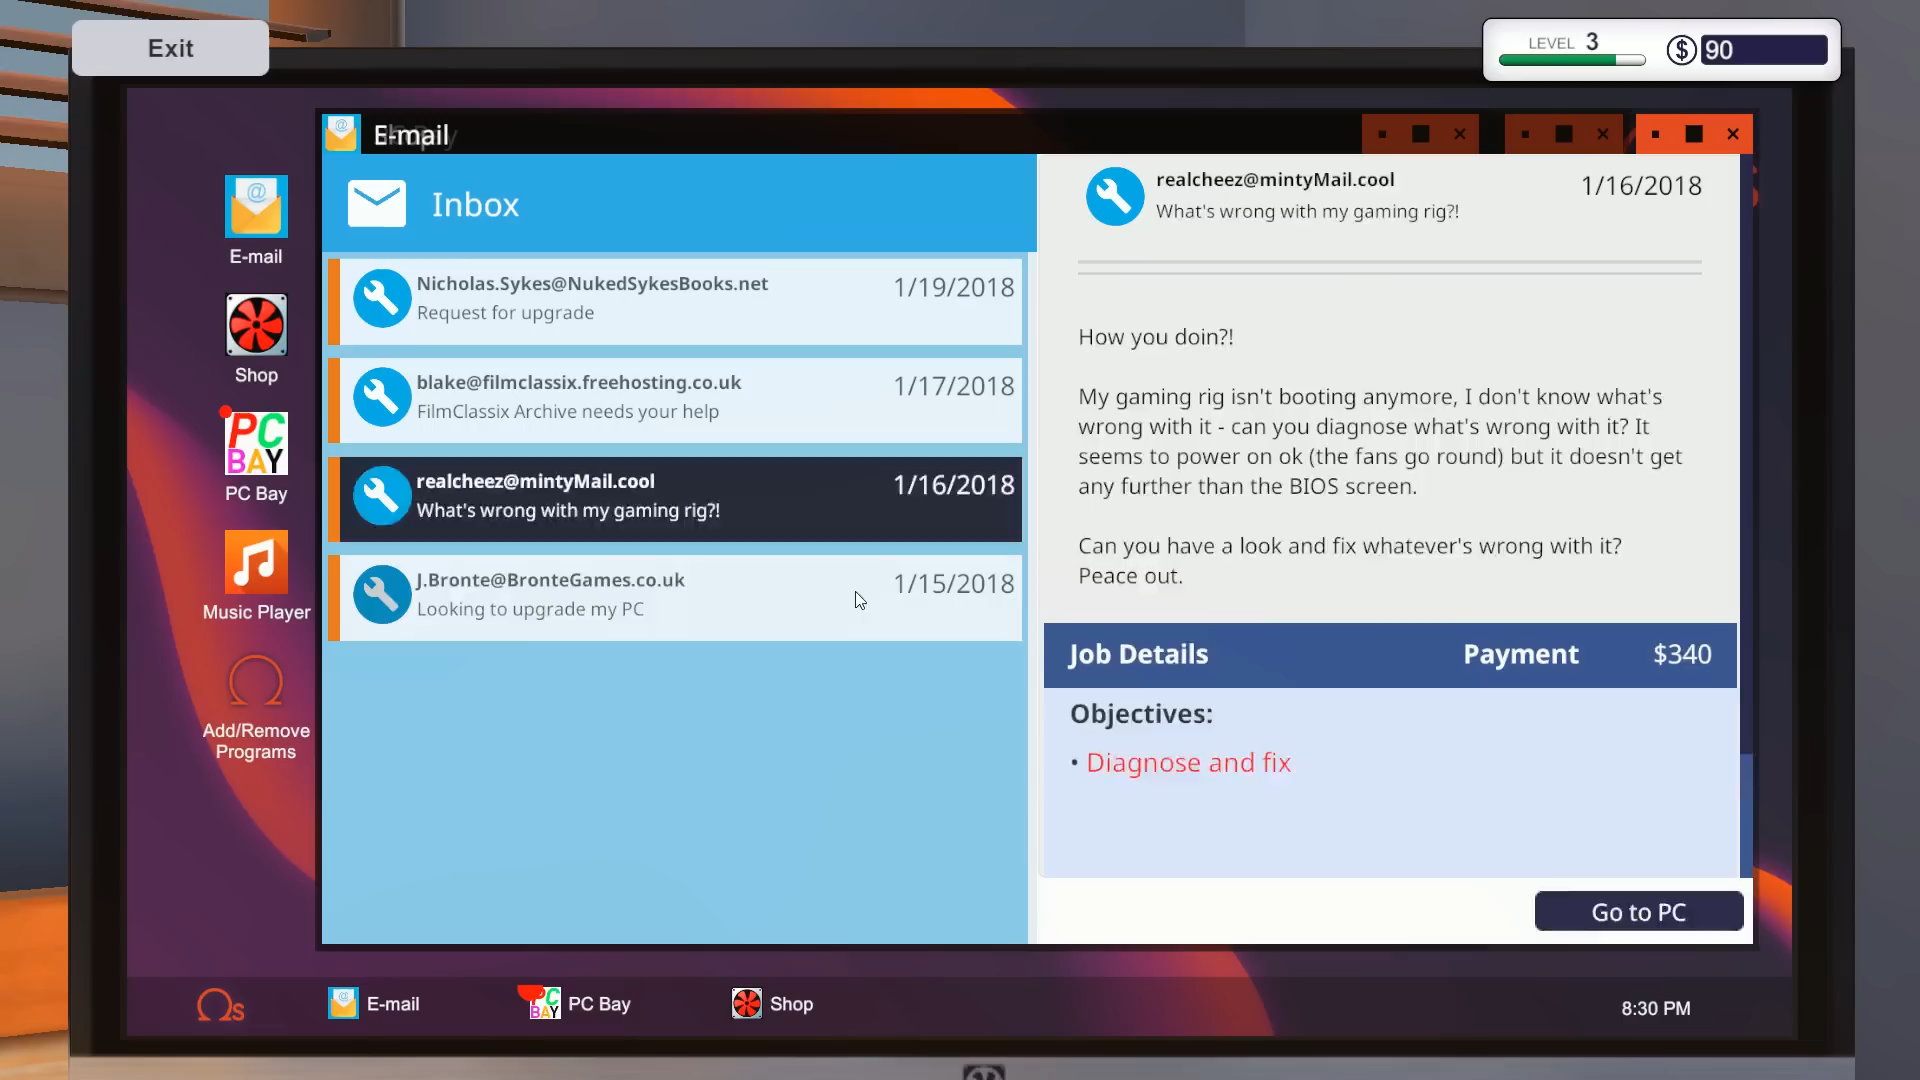 Exit
LEVEL 3
$ 90
E-mail
E-mail
Shop
PC
BAY
PC Bay
Music Player
Add/Remove
Programs
Inbox
Nicholas.Sykes@NukedSykesBooks.net
1/19/2018
Request for upgrade
blake@filmclassix.freehosting.co.uk
1/17/2018
FilmClassix Archive needs your help
realcheez@mintyMail.cool
1/16/2018
What's wrong with my gaming rig?!
J.Bronte@BronteGames.co.uk
1/15/2018
Looking to upgrade my PC
realcheez@mintyMail.cool
1/16/2018
What's wrong with my gaming rig?!
How you doin?!
My gaming rig isn't booting anymore, I don't know what's
wrong with it - can you diagnose what's wrong with it? It
seems to power on ok (the fans go round) but it doesn't get
any further than the BIOS screen.
Can you have a look and fix whatever's wrong with it?
Peace out.
Job Details
Payment
$340
Objectives:
• Diagnose and fix
Go to PC
Ωs
E-mail
PC Bay
Shop
8:30 PM